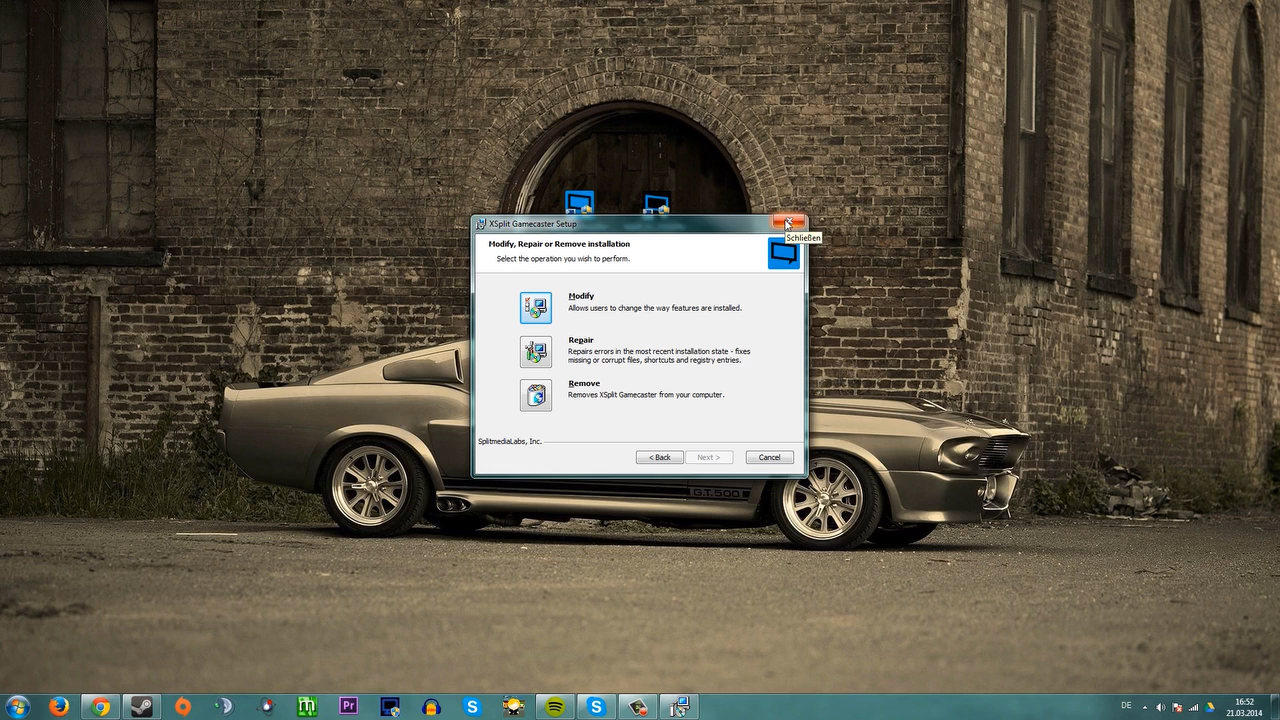 XSplit Gamecaster Setup
Schließen
Modify, Repair or Remove installation
Select the operation you wish to perform.
Modify
Allows users to change the way features are installed.
Repair
Repairs errors in the most recent installation state - fixes
missing or corrupt files, shortcuts and registry entries.
Remove
Removes XSplit Gamecaster from your computer.
SplitmediaLabs, Inc.
< Back
Next >
Cancel
G.T.500
Pr
DE
16:52
21.03.2014